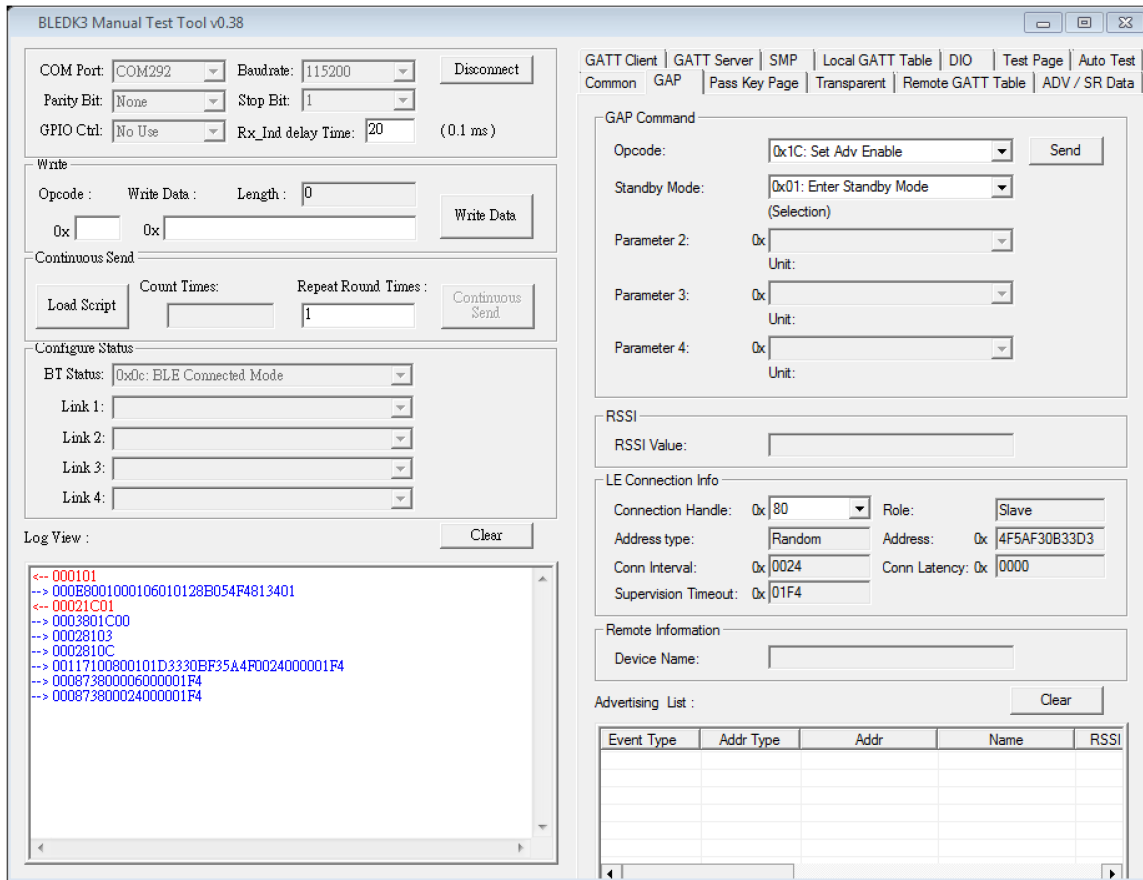 BLEDK3 Manual Test Tool v0.38
COM Port: COM292 Baudrate: 115200 Disconnect
Parity Bit: None Stop Bit: 1
GPIO Ctrl: No Use Rx_Ind delay Time: 20 ( 0.1 ms )
Write
Opcode : Write Data : Length : 0
0x 0x Write Data
Continuous Send
Load Script Count Times: Repeat Round Times : 1 Continuous Send
Configure Status
BT Status: 0x0c: BLE Connected Mode
Link 1:
Link 2:
Link 3:
Link 4:
Log View : Clear
<-- 000101
--> 000E8001000106010128B054F4813401
<-- 00021C01
--> 0003801C00
--> 00028103
--> 0002810C
--> 00117100800101D3330BF35A4F0024000001F4
--> 000873800006000001F4
--> 000873800024000001F4
GATT Client GATT Server SMP Local GATT Table DIO Test Page Auto Test
Common GAP Pass Key Page Transparent Remote GATT Table ADV / SR Data
GAP Command
Opcode: 0x1C: Set Adv Enable Send
Standby Mode: 0x01: Enter Standby Mode
(Selection)
Parameter 2: 0x
Unit:
Parameter 3: 0x
Unit:
Parameter 4: 0x
Unit:
RSSI
RSSI Value:
LE Connection Info
Connection Handle: 0x 80 Role: Slave
Address type: Random Address: 0x 4F5AF30B33D3
Conn Interval: 0x 0024 Conn Latency: 0x 0000
Supervision Timeout: 0x 01F4
Remote Information
Device Name:
Advertising List : Clear
Event Type Addr Type Addr Name RSSI